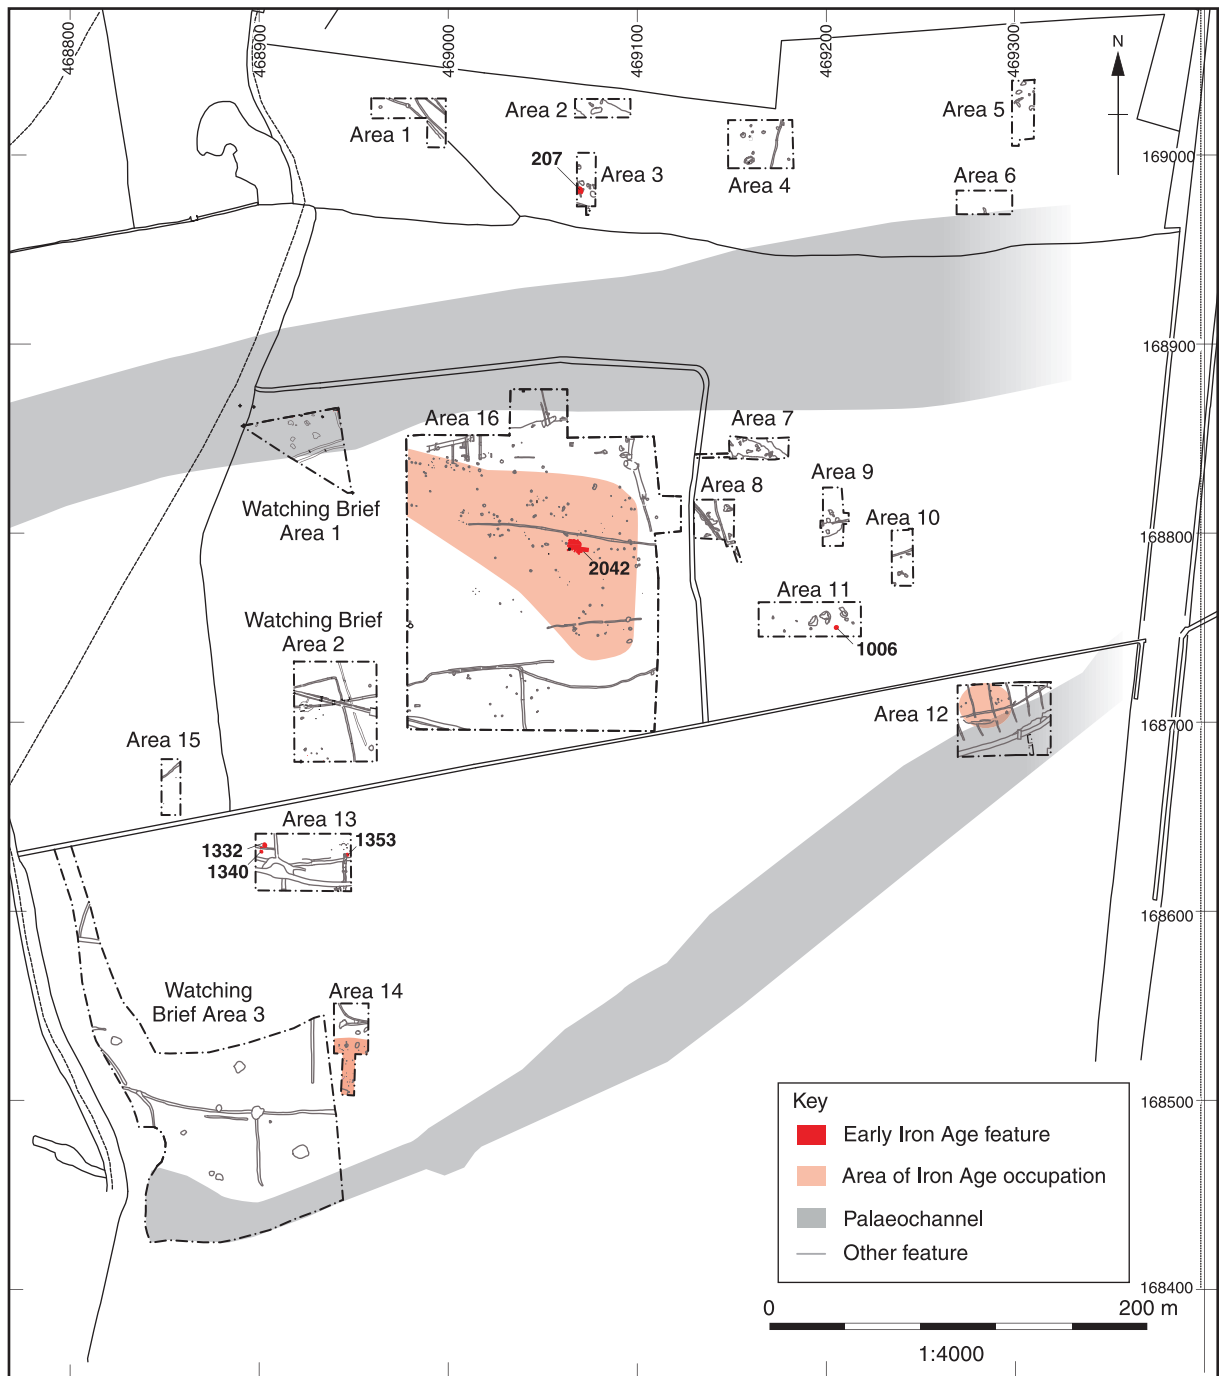 468800
468900
469000
469100
469200
469300
N
Area 1
Area 2
Area 3
207
Area 4
Area 5
Area 6
169000
168900
Area 16
Area 7
Area 8
Area 9
Area 10
Watching Brief
Area 1
168800
2042
Area 11
1006
Watching Brief
Area 2
Area 12
168700
Area 15
Area 13
1332
1340
1353
168600
Watching
Brief Area 3
Area 14
168500
Key
Early Iron Age feature
Area of Iron Age occupation
Palaeochannel
Other feature
168400
0
200 m
1:4000